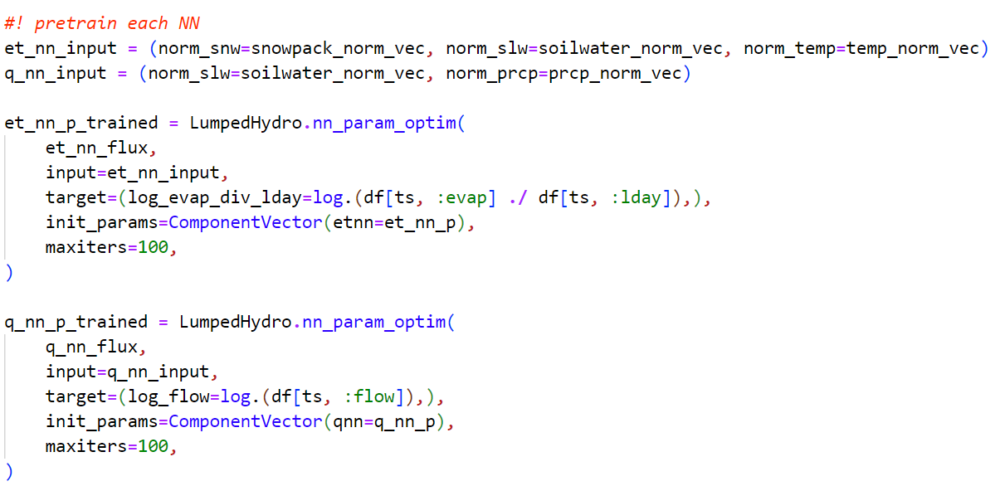 #! pretrain each NN
et_nn_input = (norm_snw=snowpack_norm_vec, norm_slw=soilwater_norm_vec, norm_temp=temp_norm_vec)
q_nn_input = (norm_slw=soilwater_norm_vec, norm_prcp=prcp_norm_vec)

et_nn_p_trained = LumpedHydro.nn_param_optim(
    et_nn_flux,
    input=et_nn_input,
    target=(log_evap_div_lday=log.(df[ts, :evap] ./ df[ts, :lday]),),
    init_params=ComponentVector(etnn=et_nn_p),
    maxiters=100,
)

q_nn_p_trained = LumpedHydro.nn_param_optim(
    q_nn_flux,
    input=q_nn_input,
    target=(log_flow=log.(df[ts, :flow]),),
    init_params=ComponentVector(qnn=q_nn_p),
    maxiters=100,
)